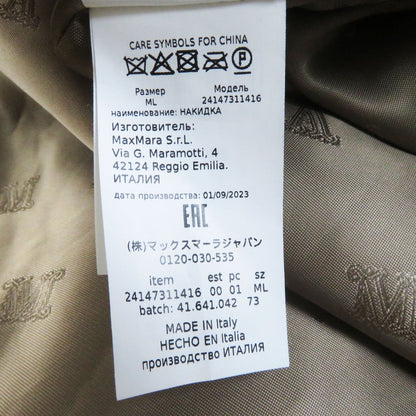 CARE SYMBOLS FOR CHINA
P
Размер Модель
ML 24147311416
наименование: НАКИДКА
Изготовитель:
MaxMara S.r.L.
Via G. Maramotti, 4
42124 Reggio Emilia.
ИТАЛИЯ
дата производства: 01/09/2023
EAC
(株)マックスマーラジャパン
0120-030-535
item est pc sz
24147311416 00 01 ML
batch: 41.641.042 73
MADE IN Italy
HECHO EN Italia
производство ИТАЛИЯ